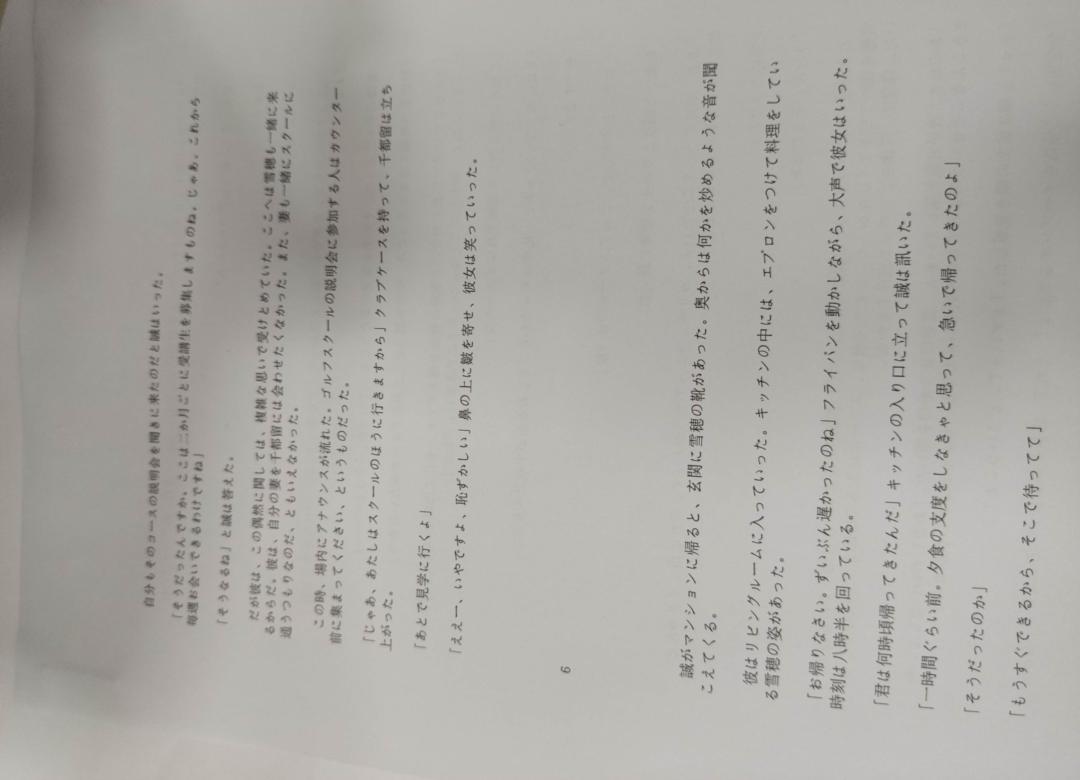 自分もそのコースの説明会を聞きに来たのだと誠はいった。
「そうだったんですか。ここは二か月ごとに受講生を募集しますものね。じゃあ、これから
毎週お会いできるわけですね」
「そうなるね」と誠は答えた。
だが彼は、この偶然に関しては、複雑な思いで受けとめていた。ここへは雪穂も一緒に来
るからだ。彼は、自分の妻を千都留には会わせたくなかった。また、妻も一緒にスクールに
通うつもりなのだ、ともいえなかった。
この時、場内にアナウンスが流れた。ゴルフスクールの説明会に参加する人はカウンター
前に集まってください、というものだった。
「じゃあ、あたしはスクールのほうに行きますから」クラブケースを持って、千都留は立ち
上がった。
「あとで見学に行くよ」
「ええー、いやですよ、恥ずかしい」鼻の上に皺を寄せ、彼女は笑っていった。
6
誠がマンションに帰ると、玄関に雪穂の靴があった。奥からは何かを炒めるような音が聞
こえてくる。
彼はリビングルームに入っていった。キッチンの中には、エプロンをつけて料理をしてい
る雪穂の姿があった。
「お帰りなさい。ずいぶん遅かったのね」フライパンを動かしながら、大声で彼女はいった。
時刻は八時半を回っている。
「君は何時頃帰ってきたんだ」キッチンの入り口に立って誠は訊いた。
「一時間ぐらい前。夕食の支度をしなきゃと思って、急いで帰ってきたのよ」
「そうだったのか」
「もうすぐできるから、そこで待ってて」